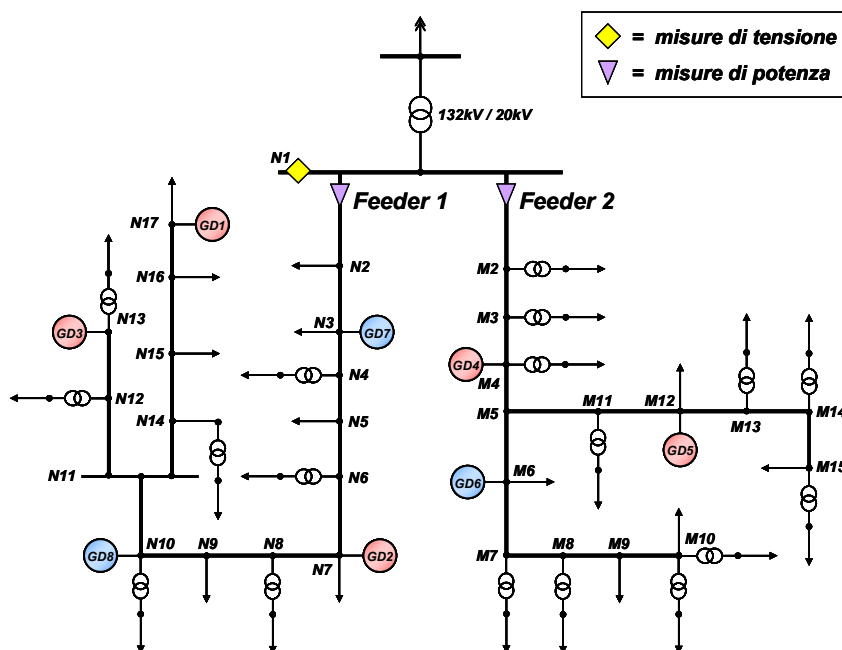 = misure di tensione
= misure di potenza
132kV / 20kV
N1
Feeder 1
Feeder 2
N17
GD1
N16
N2
M2
N13
GD3
N3
GD7
M3
N15
N4
GD4
M4
N12
N14
N5
M5
M11
M12
M13
M14
GD5
N11
N6
GD6
M6
M15
GD8
N10
N9
N8
N7
GD2
M7
M8
M9
M10